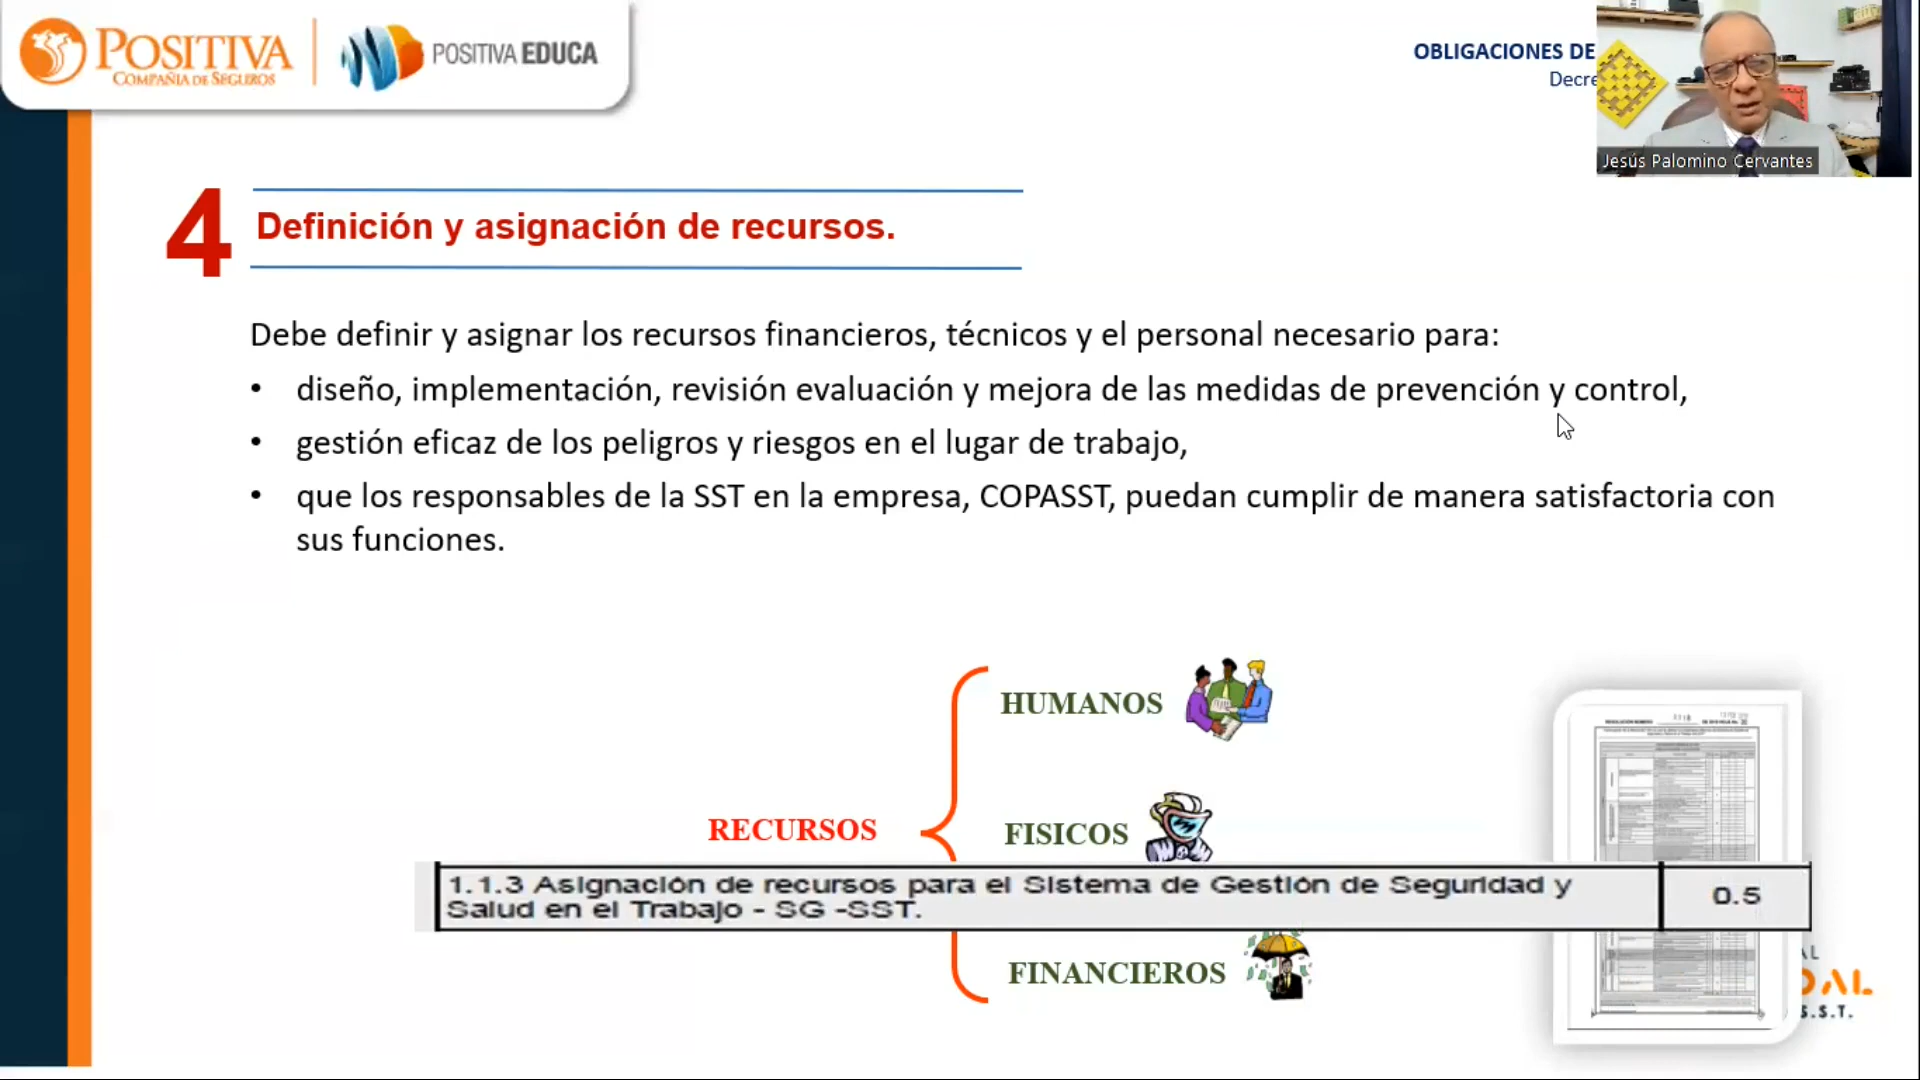 POSITIVA
COMPAÑIA DE SEGUROS
POSITIVA EDUCA
OBLIGACIONES DE
Jesús Palomino Cervantes
4
Definición y asignación de recursos.
Debe definir y asignar los recursos financieros, técnicos y el personal necesario para:
• diseño, implementación, revisión evaluación y mejora de las medidas de prevención y control,
• gestión eficaz de los peligros y riesgos en el lugar de trabajo,
• que los responsables de la SST en la empresa, COPASST, puedan cumplir de manera satisfactoria con
sus funciones.
HUMANOS
RECURSOS
FISICOS
1.1.3 Asignación de recursos para el Sistema de Gestión de Seguridad y
Salud en el Trabajo - SG -SST.
0.5
FINANCIEROS
S.S.T.